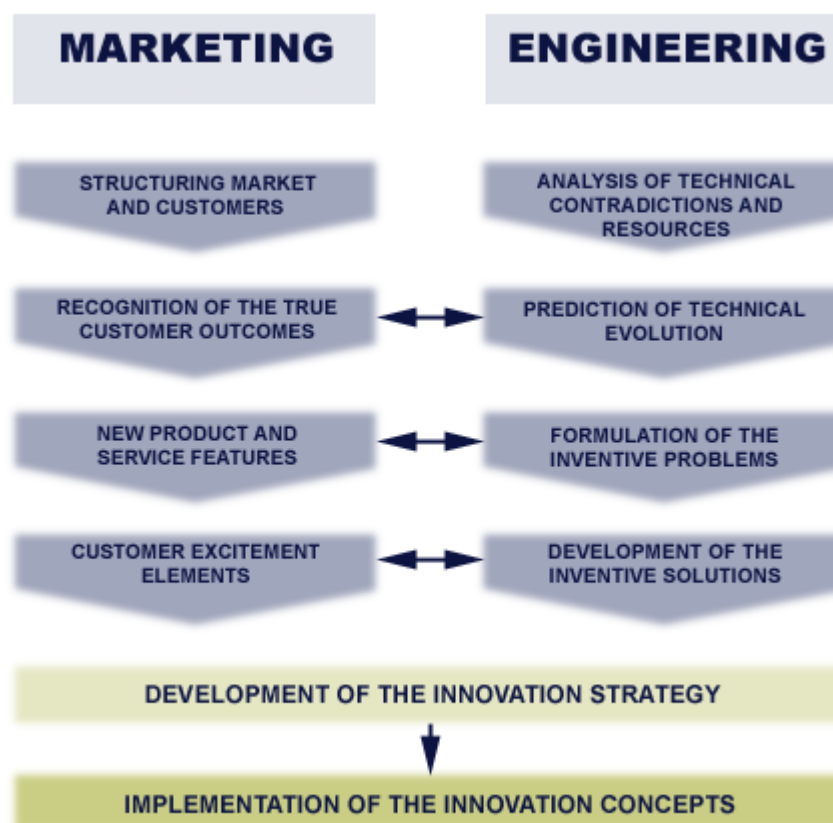 MARKETING
ENGINEERING
STRUCTURING MARKET
AND CUSTOMERS
ANALYSIS OF TECHNICAL
CONTRADICTIONS AND
RESOURCES
RECOGNITION OF THE TRUE
CUSTOMER OUTCOMES
PREDICTION OF TECHNICAL
EVOLUTION
NEW PRODUCT AND
SERVICE FEATURES
FORMULATION OF THE
INVENTIVE PROBLEMS
CUSTOMER EXCITEMENT
ELEMENTS
DEVELOPMENT OF THE
INVENTIVE SOLUTIONS
DEVELOPMENT OF THE INNOVATION STRATEGY
IMPLEMENTATION OF THE INNOVATION CONCEPTS